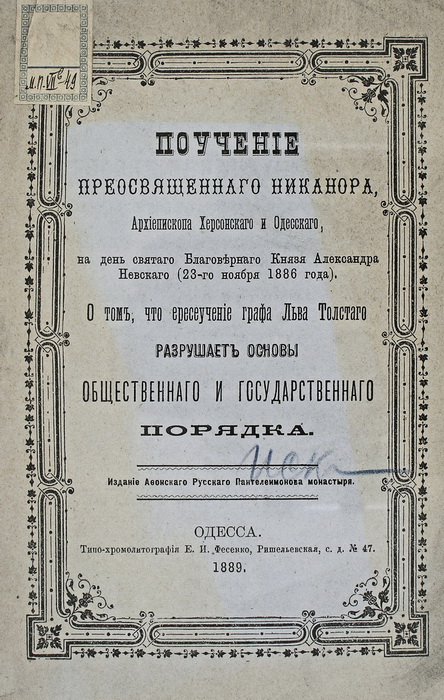 ПОУЧЕНІЕ
ПРЕОСВЯЩЕННАГО НИКАНОРА,
Архіепископа Херсонскаго и Одесскаго,
на день святаго Благовѣрнаго Князя Александра
Невскаго (23-го ноября 1886 года).
О томъ, что ересеученіе графа Льва Толстаго
РАЗРУШАЕТЪ ОСНОВЫ
ОБЩЕСТВЕННАГО И ГОСУДАРСТВЕННАГО
ПОРЯДКА.
Изданіе Аѳонскаго Русскаго Пантелеимонова монастыря.
ОДЕССА.
Типо-хромолитографія Е. И. Фесенко, Ришельевская, с. д. № 47.
1889.